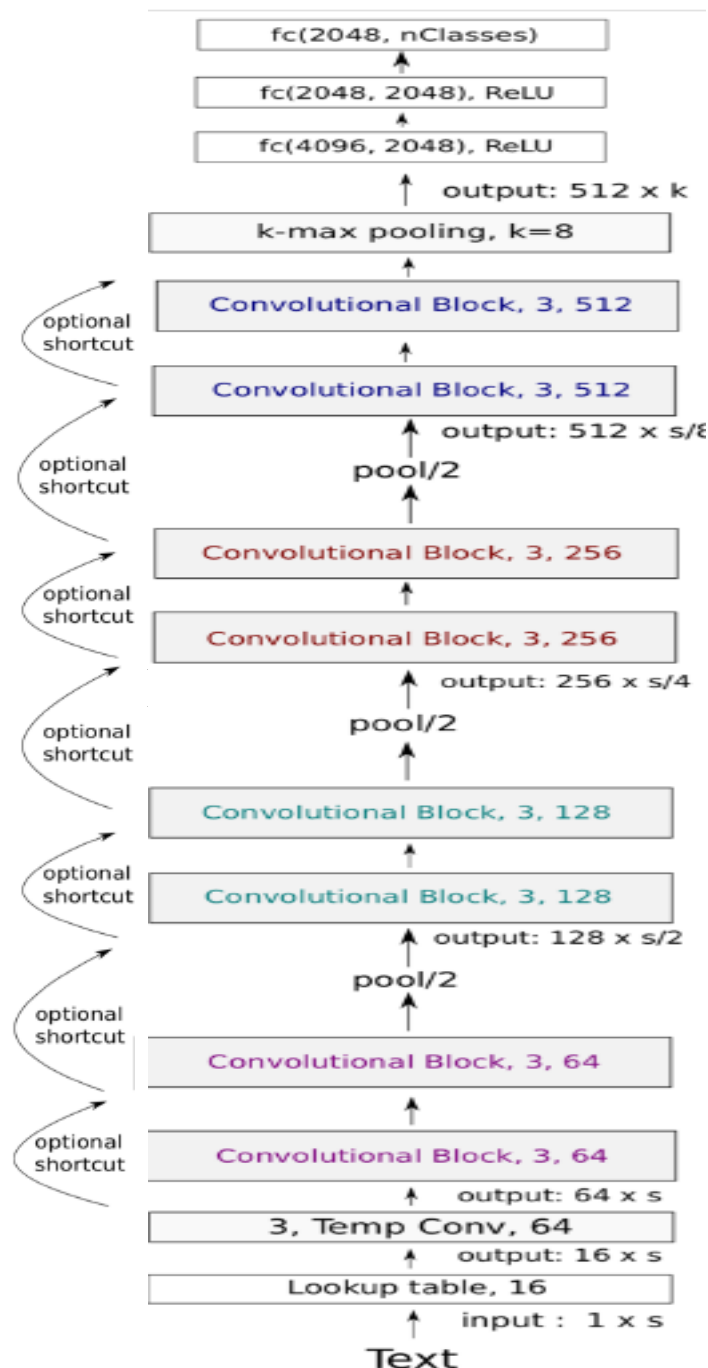 fc(2048, nClasses)
fc(2048, 2048), ReLU
fc(4096, 2048), ReLU
output: 512 x k
k-max pooling, k=8
Convolutional Block, 3, 512
optional
shortcut
Convolutional Block, 3, 512
output: 512 x s/8
pool/2
optional
shortcut
Convolutional Block, 3, 256
optional
shortcut
Convolutional Block, 3, 256
output: 256 x s/4
pool/2
optional
shortcut
Convolutional Block, 3, 128
optional
shortcut
Convolutional Block, 3, 128
output: 128 x s/2
pool/2
optional
shortcut
Convolutional Block, 3, 64
optional
shortcut
Convolutional Block, 3, 64
output: 64 x s
3, Temp Conv, 64
output: 16 x s
Lookup table, 16
input : 1 x s
Text